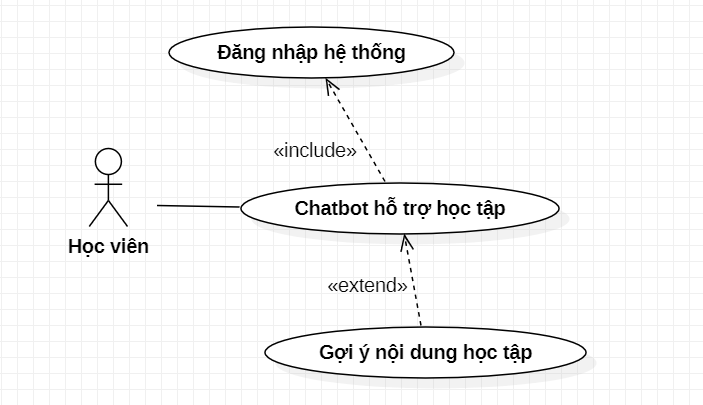 Đăng nhập hệ thống
«include»
Chatbot hỗ trợ học tập
Học viên
«extend»
Gợi ý nội dung học tập